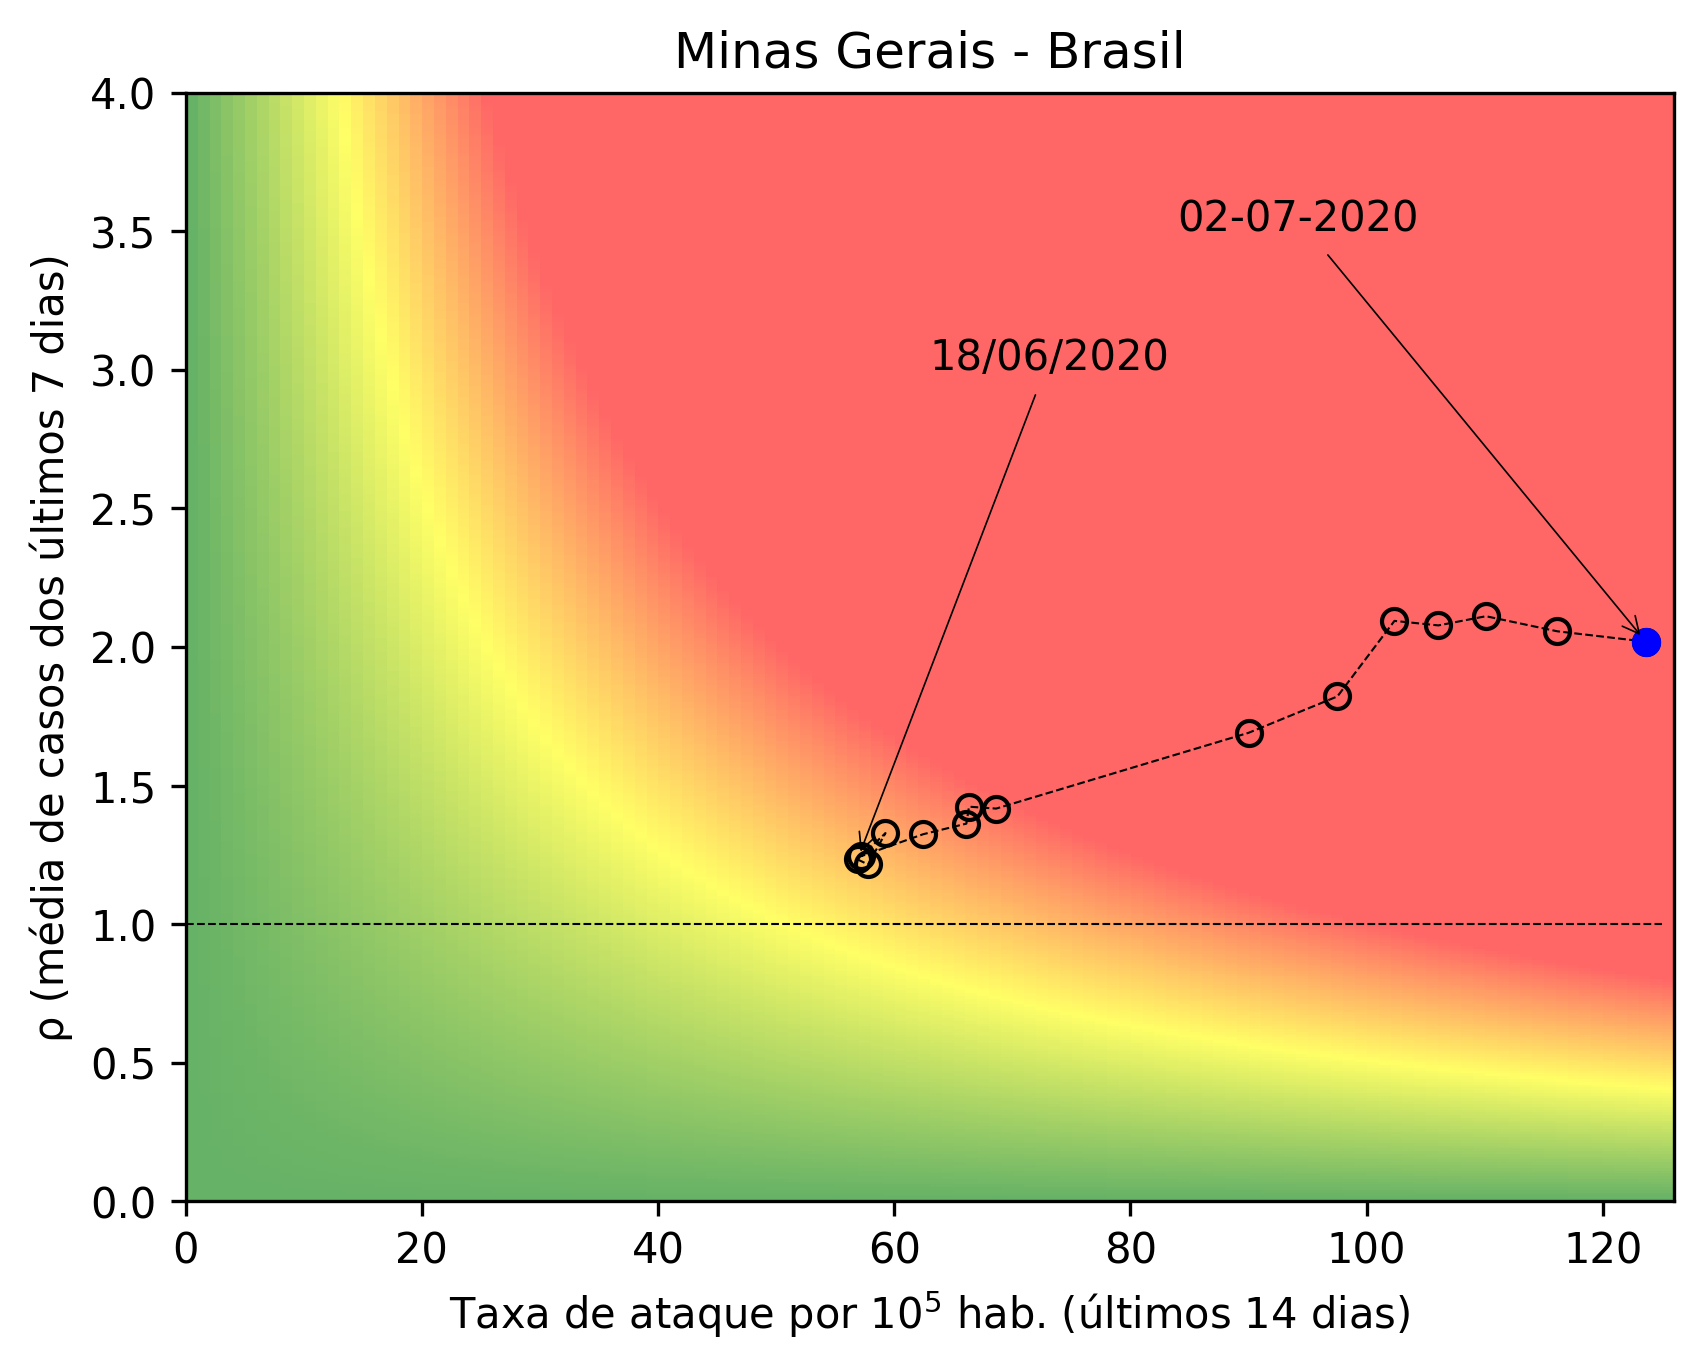 Minas Gerais - Brasil
4.0
3.5
3.0
2.5
2.0
1.5
1.0
0.5
0.0
ρ (média de casos dos últimos 7 dias)
02-07-2020
18/06/2020
0 20 40 60 80 100 120
Taxa de ataque por 10⁵ hab. (últimos 14 dias)